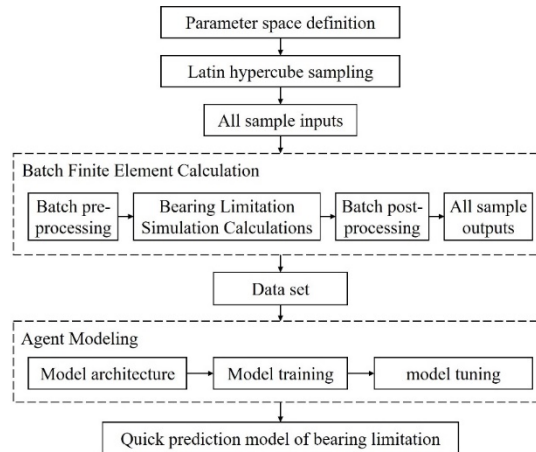 Parameter space definition
Latin hypercube sampling
All sample inputs
Batch Finite Element Calculation
Batch pre-
processing
Bearing Limitation
Simulation Calculations
Batch post-
processing
All sample
outputs
Data set
Agent Modeling
Model architecture
Model training
model tuning
Quick prediction model of bearing limitation